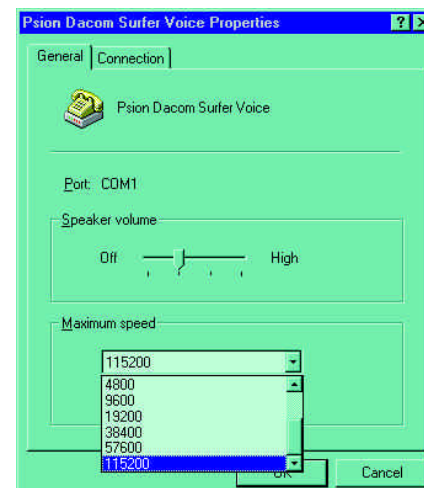 Psion Dacom Surfer Voice Properties
General Connection
Psion Dacom Surfer Voice
Port: COM1
Speaker volume
Off High
Maximum speed
115200
4800
9600
19200
38400
57600
115200
Cancel